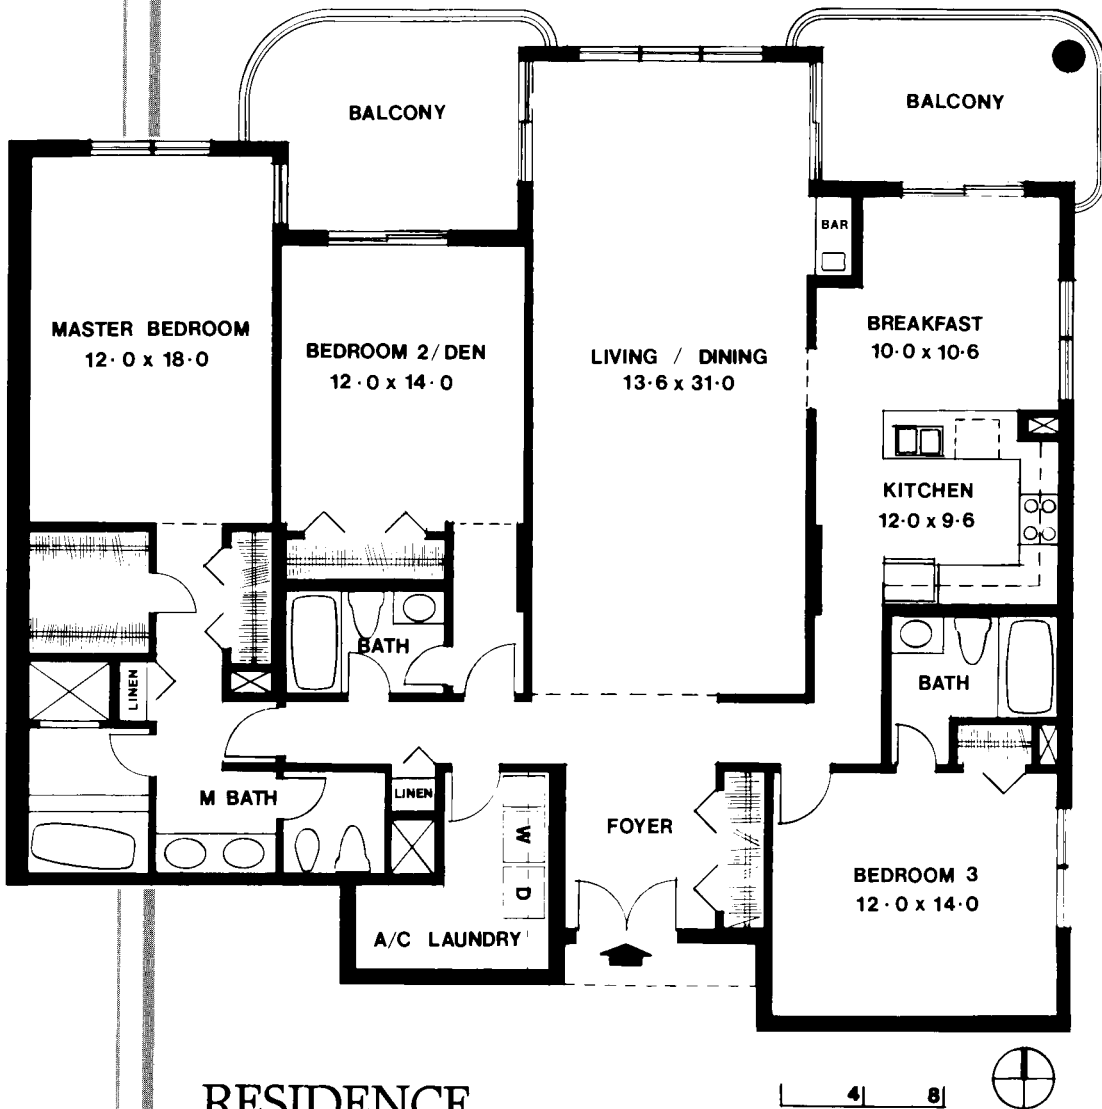 BALCONY
BALCONY
BAR
MASTER BEDROOM
12·0 x 18·0
BEDROOM 2/DEN
12·0 x 14·0
LIVING / DINING
13·6 x 31·0
BREAKFAST
10·0 x 10·6
KITCHEN
12·0 x 9·6
BATH
LINEN
BATH
M BATH
LINEN
W
D
FOYER
BEDROOM 3
12·0 x 14·0
A/C LAUNDRY
RESIDENCE
4 8